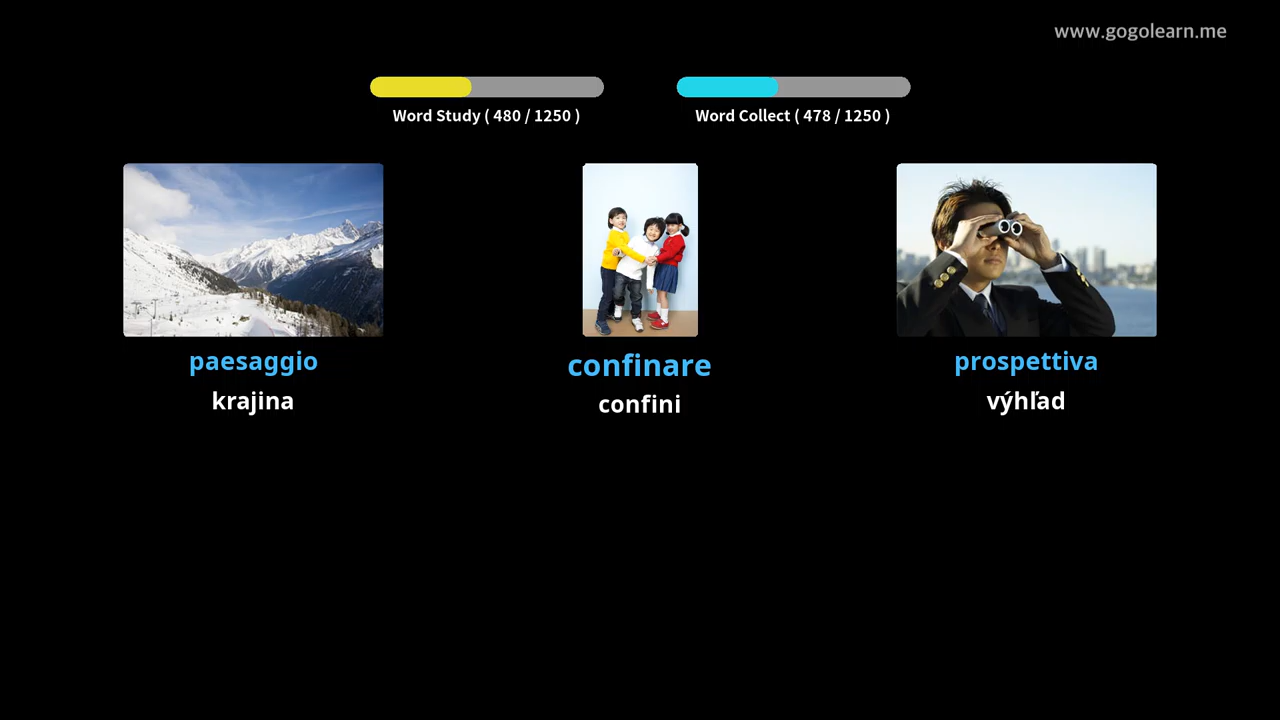 www.gogolearn.me
Word Study ( 480 / 1250 )
Word Collect ( 478 / 1250 )
paesaggio
confinare
prospettiva
krajina
confini
výhľad